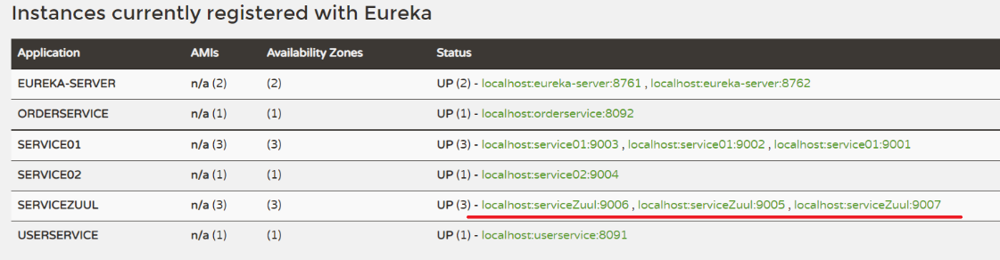 Instances currently registered with Eureka
Application AMIs Availability Zones Status
EUREKA-SERVER n/a (2) (2) UP (2) - localhost:eureka-server:8761 , localhost:eureka-server:8762
ORDERSERVICE n/a (1) (1) UP (1) - localhost:orderservice:8092
SERVICE01 n/a (3) (3) UP (3) - localhost:service01:9003 , localhost:service01:9002 , localhost:service01:9001
SERVICE02 n/a (1) (1) UP (1) - localhost:service02:9004
SERVICEZUUL n/a (3) (3) UP (3) - localhost:serviceZuul:9006 , localhost:serviceZuul:9005 , localhost:serviceZuul:9007
USERSERVICE n/a (1) (1) UP (1) - localhost:userservice:8091